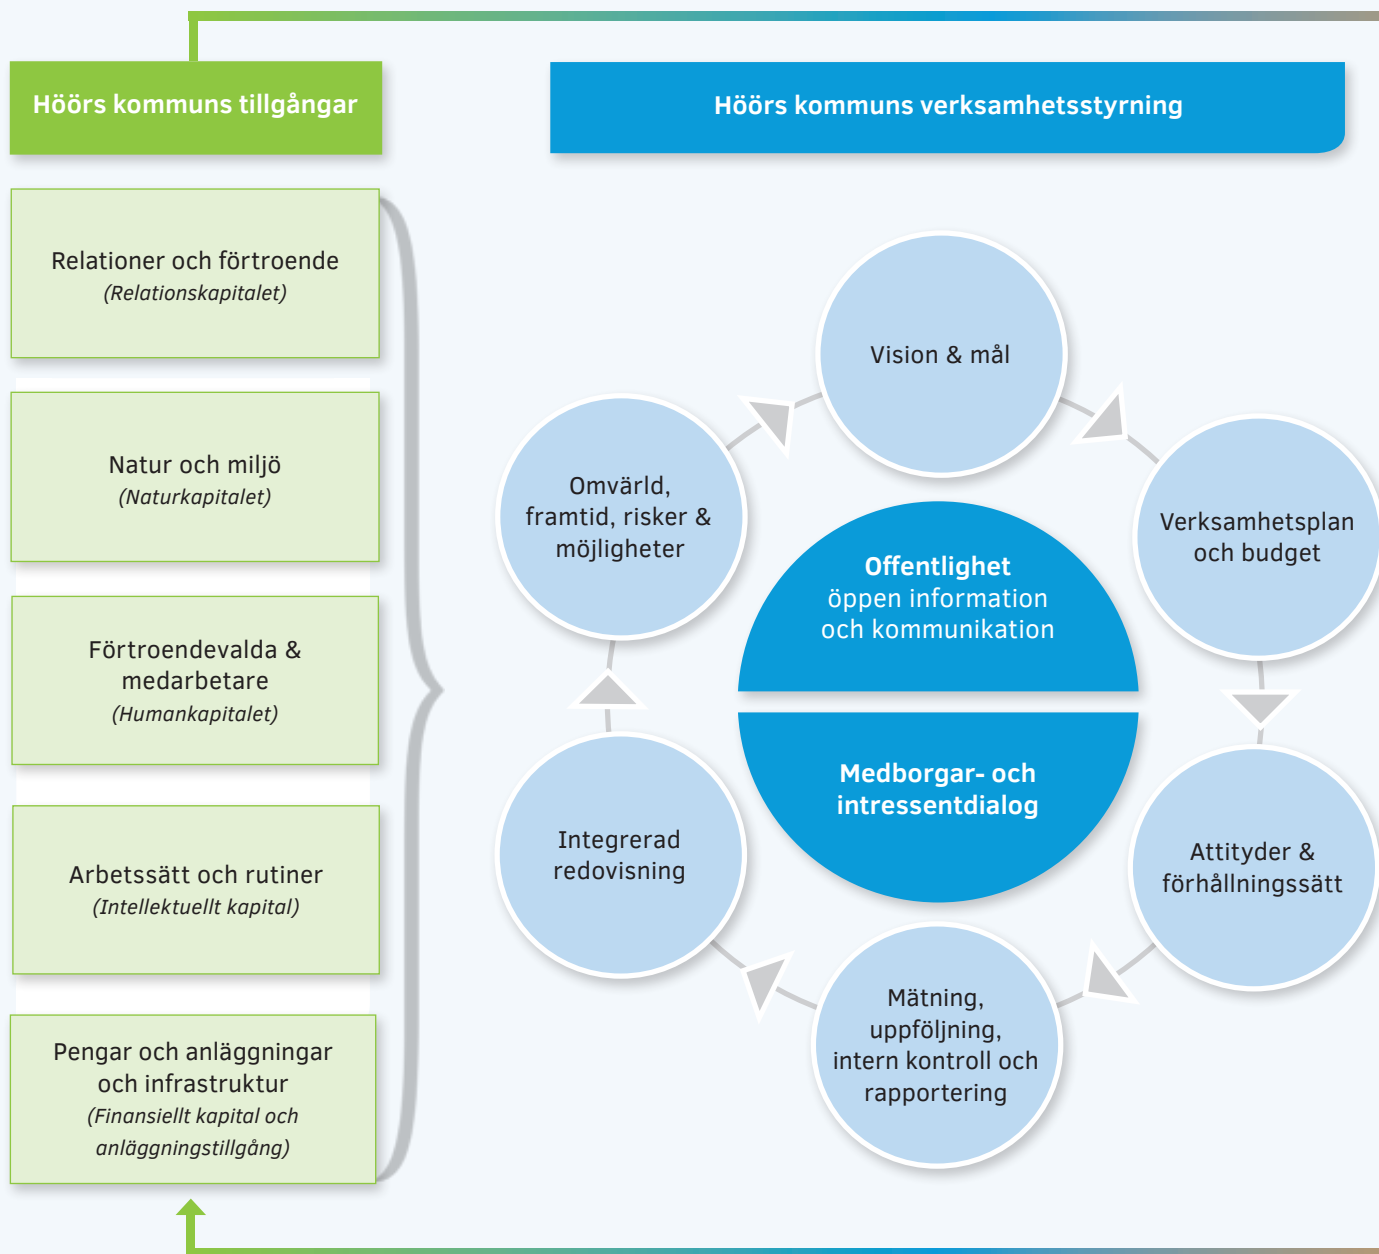 Höörs kommuns tillgångar
Relationer och förtroende
(Relationskapitalet)
Natur och miljö
(Naturkapitalet)
Förtroendevalda &
medarbetare
(Humankapitalet)
Arbetssätt och rutiner
(Intellektuellt kapital)
Pengar och anläggningar
och infrastruktur
(Finansiellt kapital och
anläggningstillgång)
Höörs kommuns verksamhetsstyrning
Vision & mål
Verksamhetsplan
och budget
Attityder &
förhållningssätt
Mätning,
uppföljning,
intern kontroll och
rapportering
Integrerad
redovisning
Omvärld,
framtid, risker &
möjligheter
Offentlighet
öppen information
och kommunikation
Medborgar- och
intressentdialog